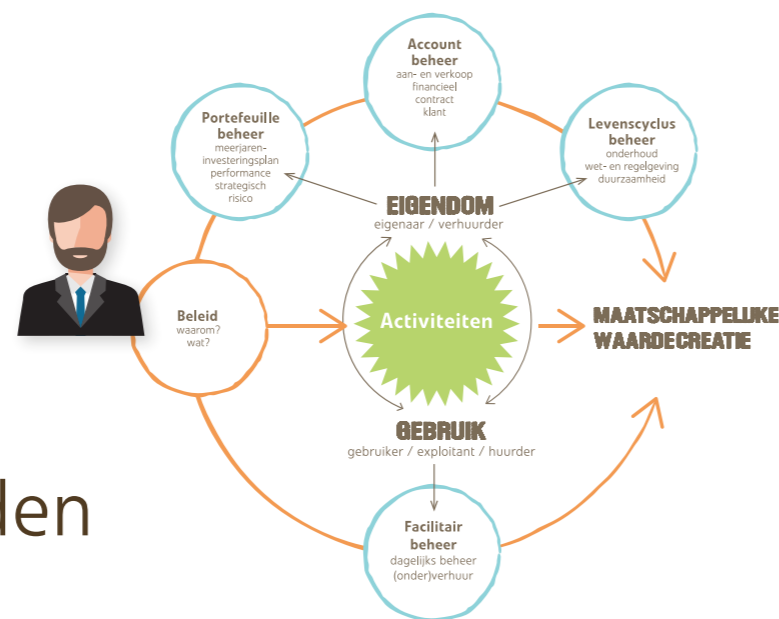 Account
beheer
aan- en verkoop
financieel
contract
klant
Portefeuille
beheer
meerjaren-
investeringsplan
performance
strategisch
risico
Levenscyclus
beheer
onderhoud
wet- en regelgeving
duurzaamheid
EIGENDOM
eigenaar / verhuurder
Beleid
waarom?
wat?
Activiteiten
MAATSCHAPPELIJKE
WAARDECREATIE
GEBRUIK
gebruiker / exploitant / huurder
den
Facilitair
beheer
dagelijks beheer
(onder)verhuur